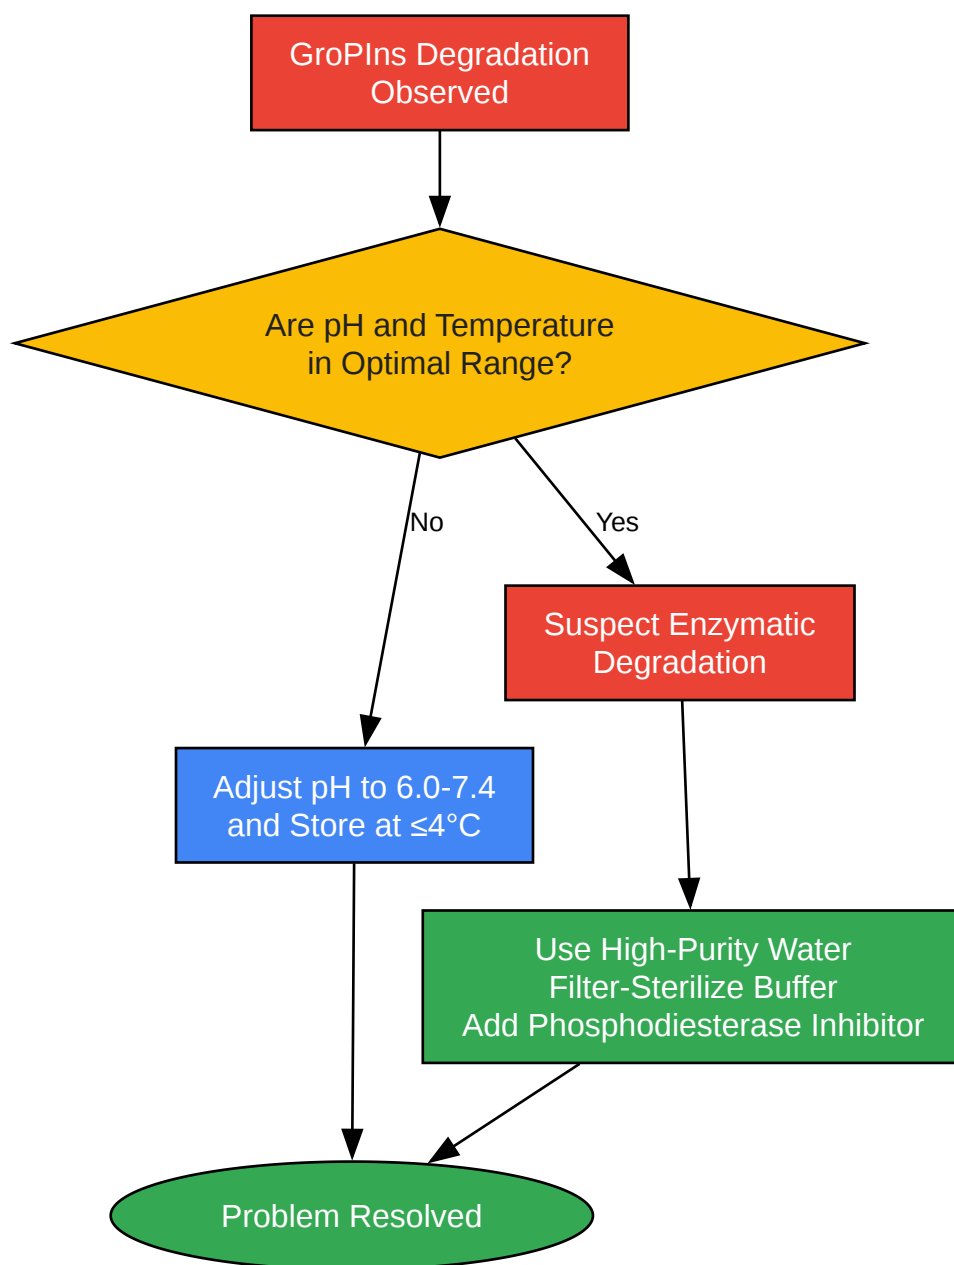 GroPIns Degradation
Observed
Are pH and Temperature
in Optimal Range?
No
Yes
Suspect Enzymatic
Degradation
Adjust pH to 6.0-7.4
and Store at ≤4°C
Use High-Purity Water
Filter-Sterilize Buffer
Add Phosphodiesterase Inhibitor
Problem Resolved